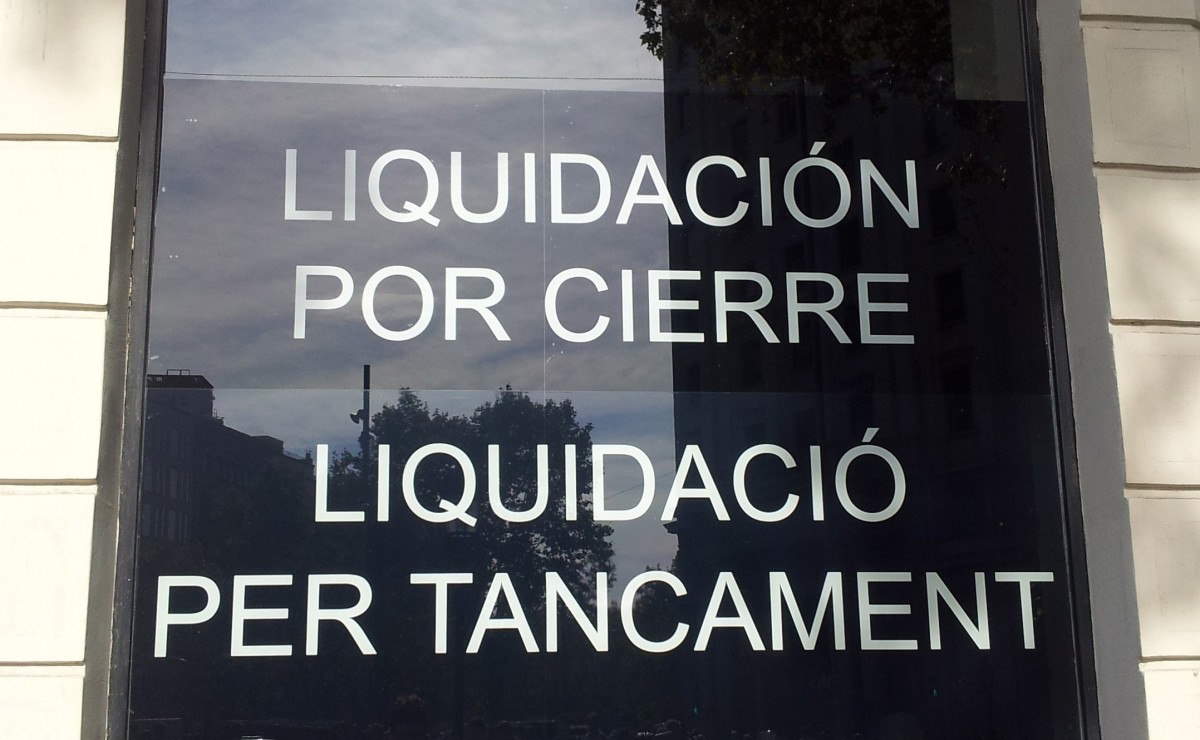 LIQUIDACIÓN
POR CIERRE
LIQUIDACIÓ
PER TANCAMENT